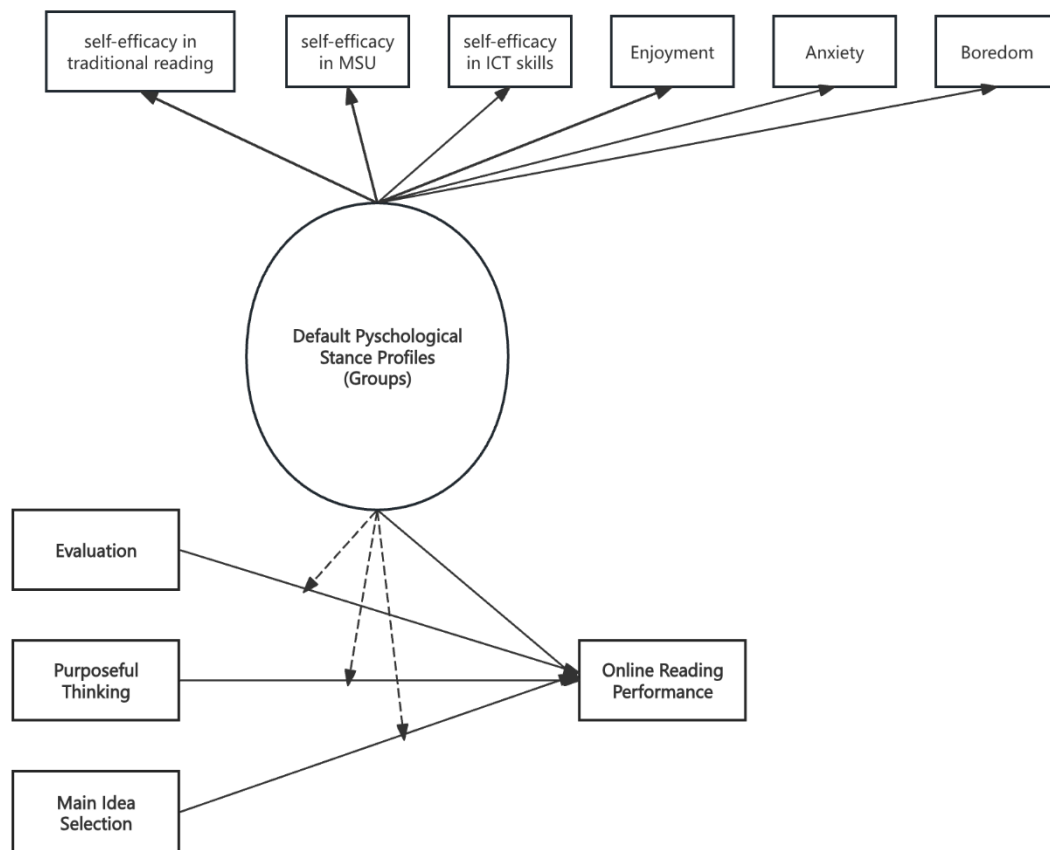 self-efficacy in
traditional reading
self-efficacy
in MSU
self-efficacy
in ICT skills
Enjoyment
Anxiety
Boredom
Default Pyschological
Stance Profiles
(Groups)
Evaluation
Purposeful
Thinking
Online Reading
Performance
Main Idea
Selection